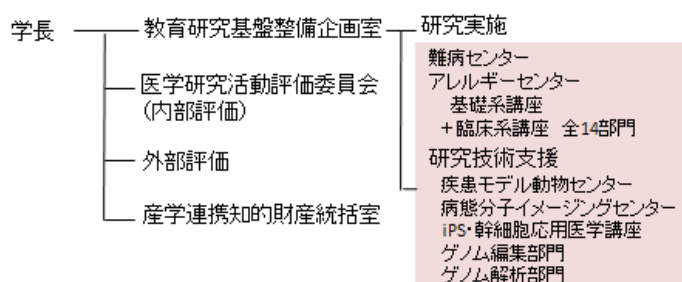 学長
教育研究基盤整備企画室
医学研究活動評価委員会
(内部評価)
外部評価
産学連携知的財産統括室
研究実施
難病センター
アレルギーセンター
基礎系講座
+臨床系講座 全14部門
研究技術支援
疾患モデル動物センター
病態分子イメージングセンター
iPS・幹細胞応用医学講座
ゲノム編集部門
ゲノム解析部門